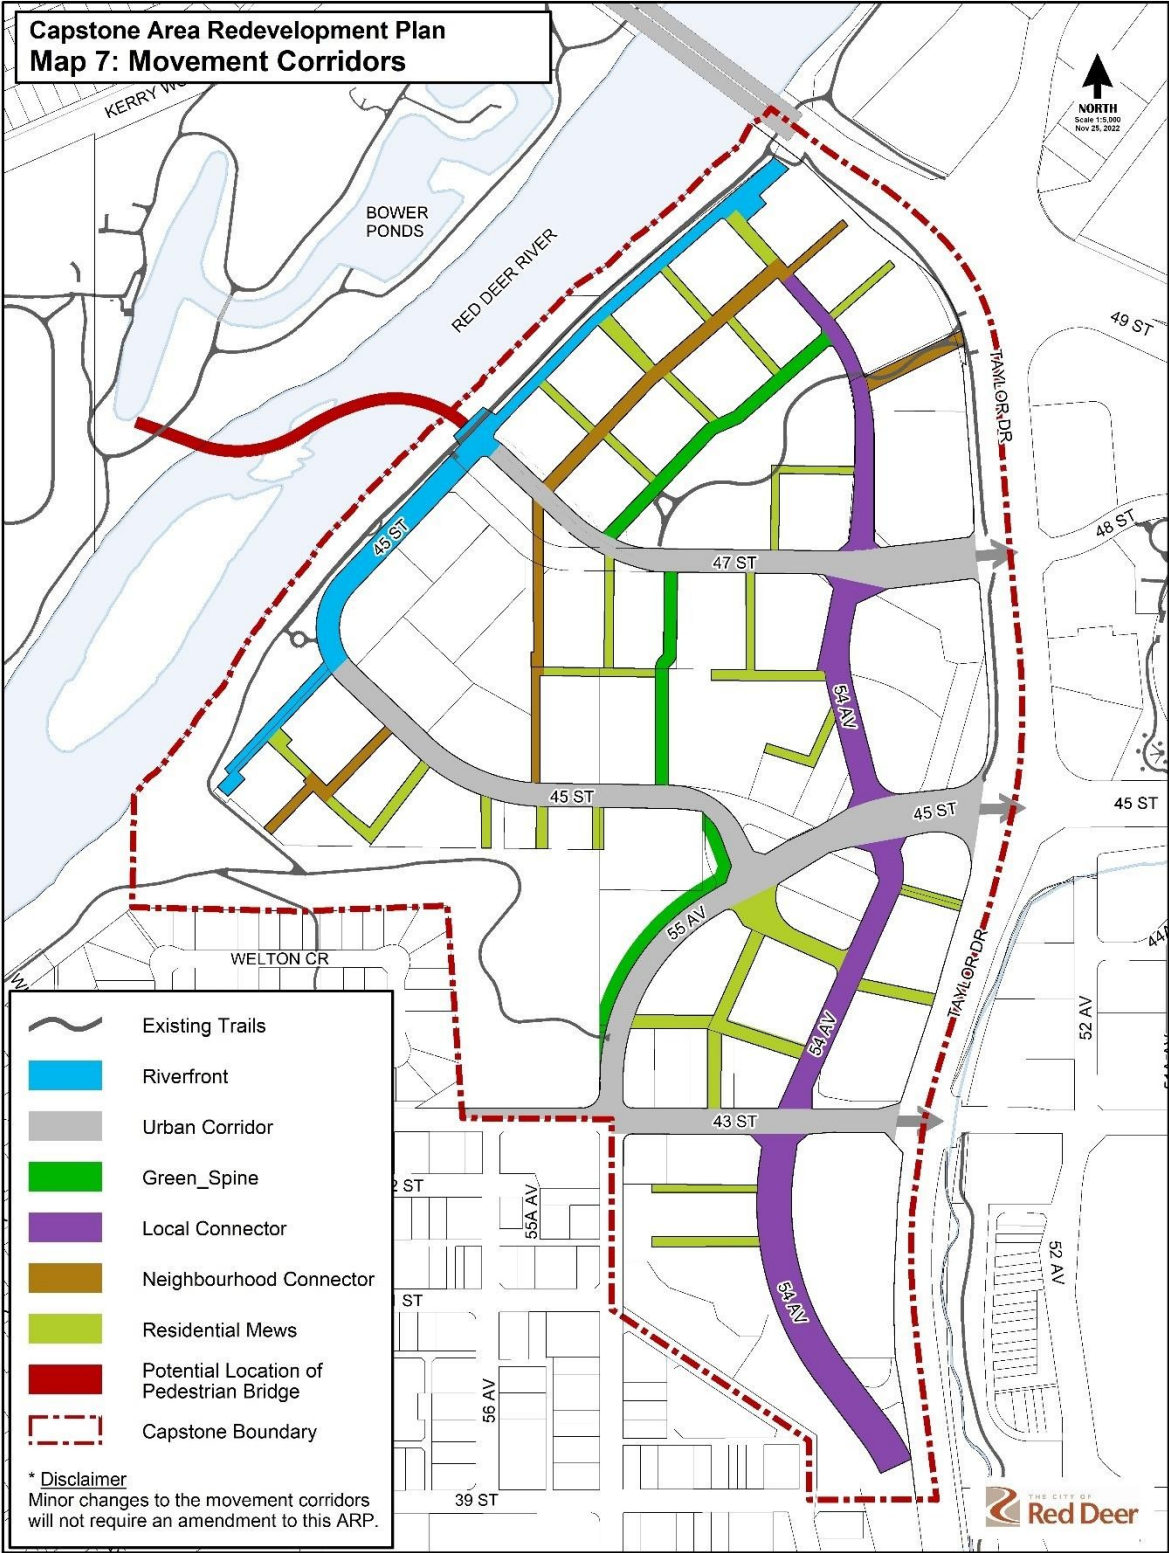 Capstone Area Redevelopment Plan
Map 7: Movement Corridors
NORTH
Scale 1:5,000
Nov 25, 2022
KERRY
BOWER
PONDS
RED DEER RIVER
49 ST
TAYLOR DR
48 ST
45 ST
47 ST
54 AV
45 ST
45 ST
45 ST
55 AV
WELTON CR
TAYLOR DR
52 AV
54 AV
43 ST
55A AV
52 AV
54 AV
56 AV
39 ST
Existing Trails
Riverfront
Urban Corridor
Green_Spine
Local Connector
Neighbourhood Connector
Residential Mews
Potential Location of
Pedestrian Bridge
Capstone Boundary
* Disclaimer
Minor changes to the movement corridors
will not require an amendment to this ARP.
THE CITY OF
Red Deer